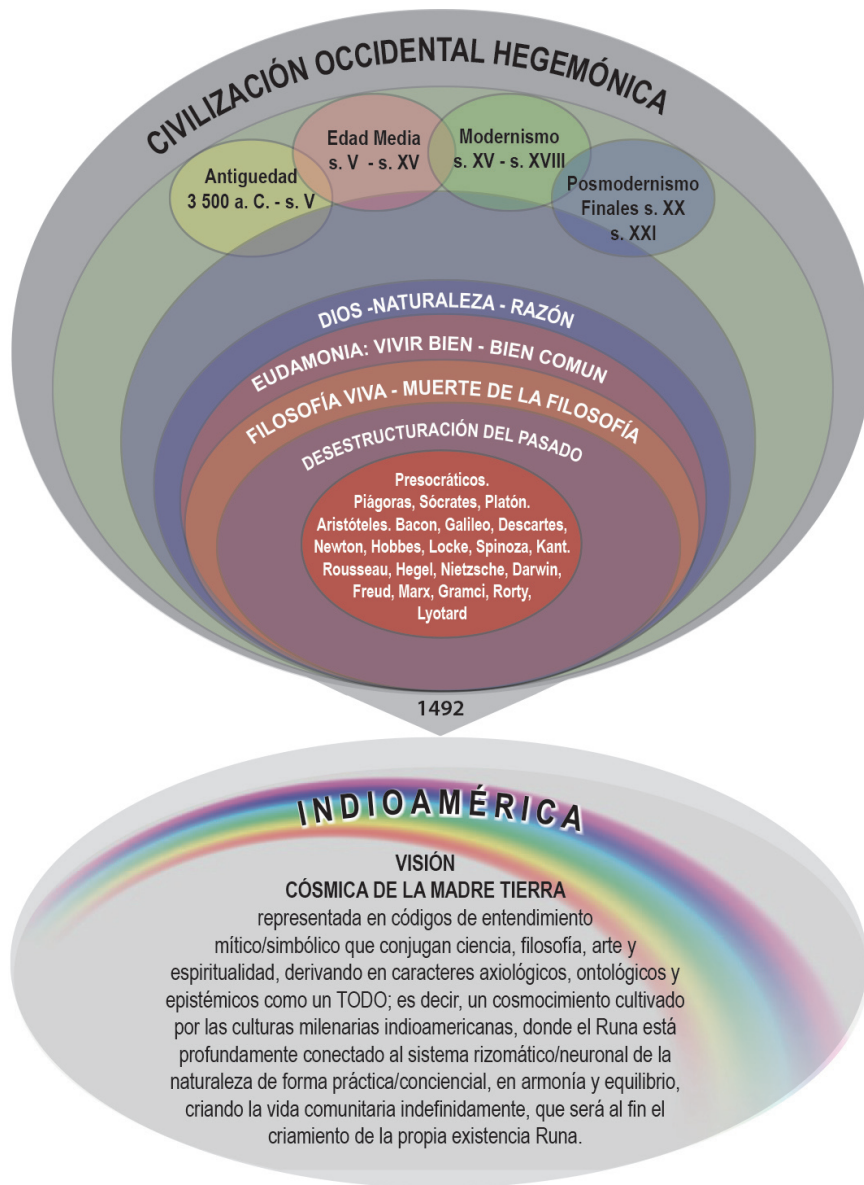 CIVILIZACIÓN OCCIDENTAL HEGEMÓNICA
Antiguedad
3 500 a. C. - s. V
Edad Media
s. V - s. XV
Modernismo
s. XV - s. XVIII
Posmodernismo
Finales s. XX
s. XXI
DIOS -NATURALEZA - RAZÓN
EUDAMONIA: VIVIR BIEN - BIEN COMUN
FILOSOFÍA VIVA - MUERTE DE LA FILOSOFÍA
DESESTRUCTURACIÓN DEL PASADO
Presocráticos.
Piágoras, Sócrates, Platón.
Aristóteles. Bacon, Galileo, Descartes,
Newton, Hobbes, Locke, Spinoza, Kant.
Rousseau, Hegel, Nietzsche, Darwin,
Freud, Marx, Gramci, Rorty,
Lyotard
1492
INDIOAMÉRICA
VISIÓN
CÓSMICA DE LA MADRE TIERRA
representada en códigos de entendimiento
mítico/simbólico que conjugan ciencia, filosofía, arte y
espiritualidad, derivando en caracteres axiológicos, ontológicos y
epistémicos como un TODO; es decir, un cosmocimiento cultivado
por las culturas milenarias indioamericanas, donde el Runa está
profundamente conectado al sistema rizomático/neuronal de la
naturaleza de forma práctica/conciencial, en armonía y equilibrio,
criando la vida comunitaria indefinidamente, que será al fin el
criamiento de la propia existencia Runa.